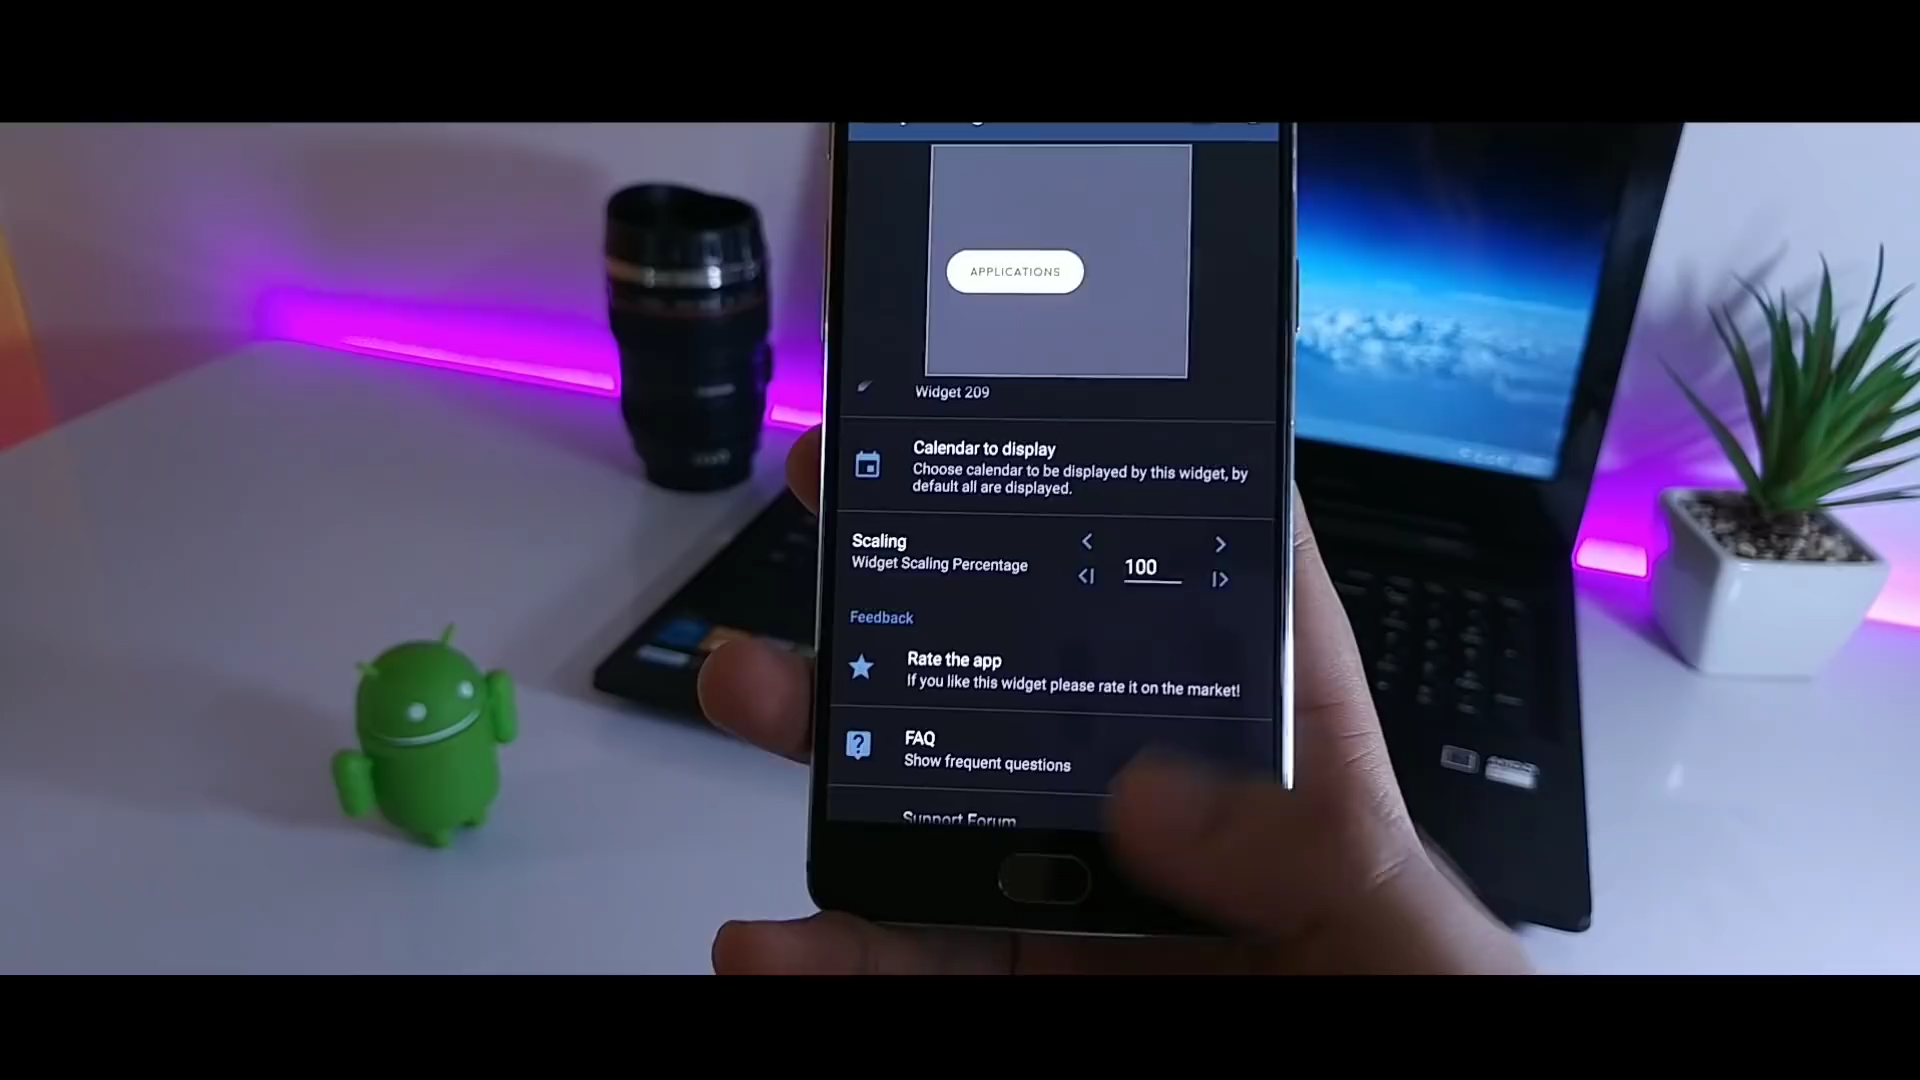 APPLICATIONS
Widget 209
Calendar to display
Choose calendar to be displayed by this widget, by
default all are displayed.
Scaling
Widget Scaling Percentage
100
Feedback
Rate the app
If you like this widget please rate it on the market!
FAQ
Show frequent questions
Support Forum